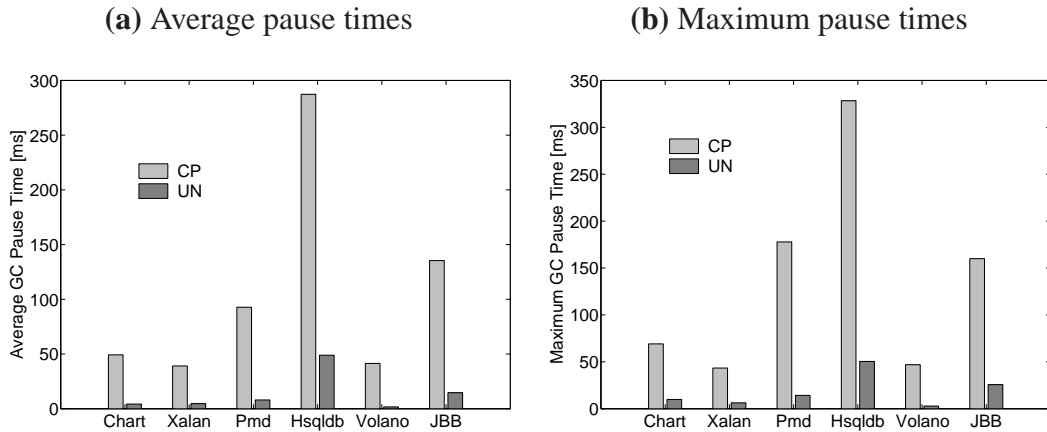 (a) Average pause times
300
250
200
150
100
50
0
Average GC Pause Time [ms]
CP
UN
Chart Xalan Pmd Hsqldb Volano JBB
(b) Maximum pause times
350
300
250
200
150
100
50
0
Maximum GC Pause Time [ms]
CP
UN
Chart Xalan Pmd Hsqldb Volano JBB